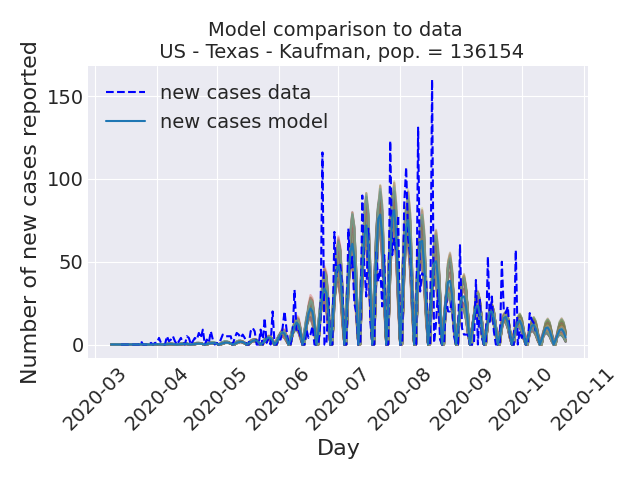 Model comparison to data
US - Texas - Kaufman, pop. = 136154
Number of new cases reported
150
100
50
0
new cases data
new cases model
2020-03
2020-04
2020-05
2020-06
2020-07
2020-08
2020-09
2020-10
2020-11
Day